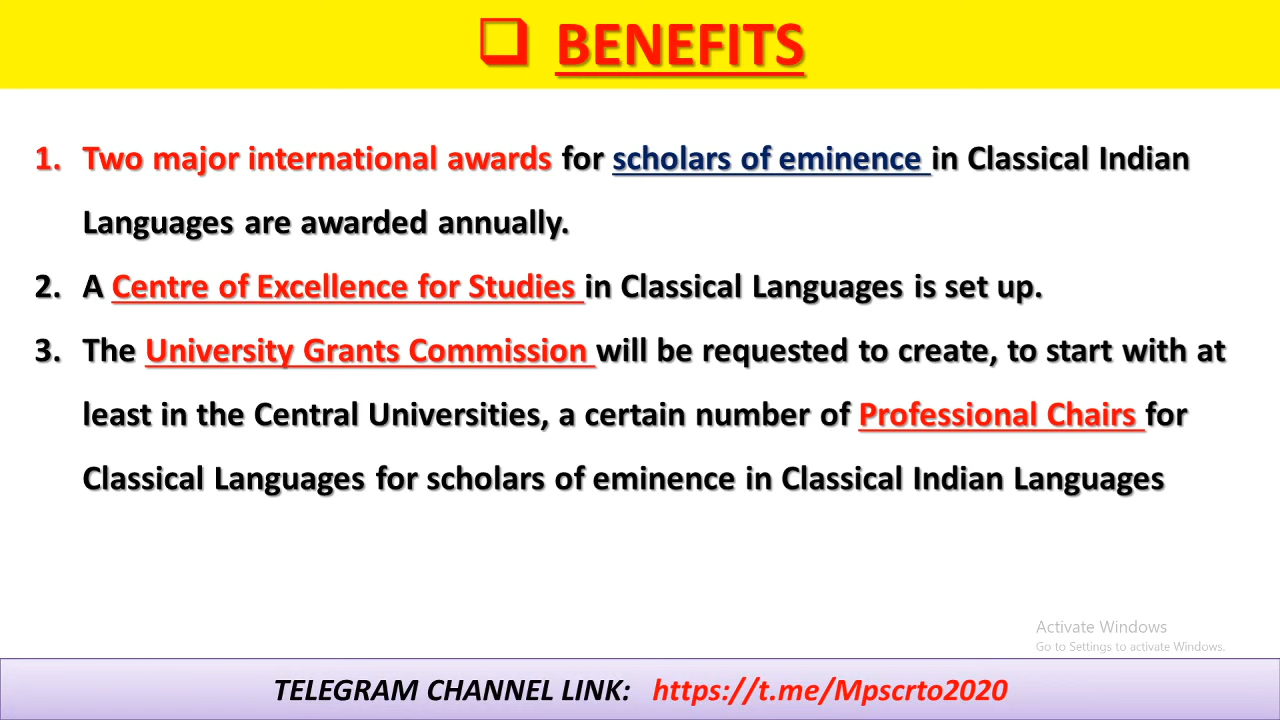 ❑ BENEFITS
1. Two major international awards for scholars of eminence in Classical Indian
Languages are awarded annually.
2. A Centre of Excellence for Studies in Classical Languages is set up.
3. The University Grants Commission will be requested to create, to start with at
least in the Central Universities, a certain number of Professional Chairs for
Classical Languages for scholars of eminence in Classical Indian Languages
Activate Windows
Go to Settings to activate Windows.
TELEGRAM CHANNEL LINK: https://t.me/Mpscrto2020